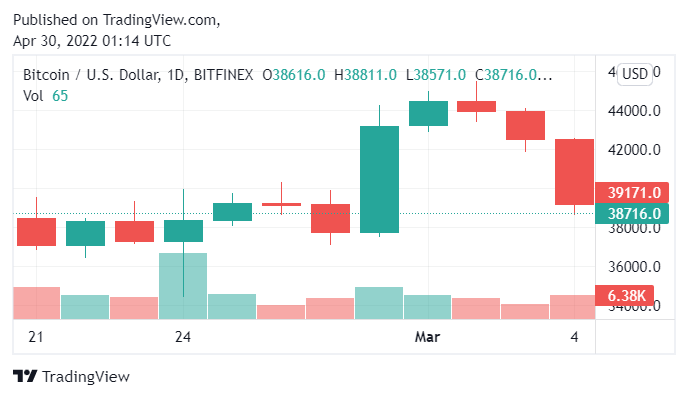 Published on TradingView.com,
Apr 30, 2022 01:14 UTC
Bitcoin / U.S. Dollar, 1D, BITFINEX O38616.0 H38811.0 L38571.0 C38716.0...
Vol 65
USD
44000.0
42000.0
39171.0
38716.0
38000.0
36000.0
6.38K
34000.0
21 24 Mar 4
TradingView